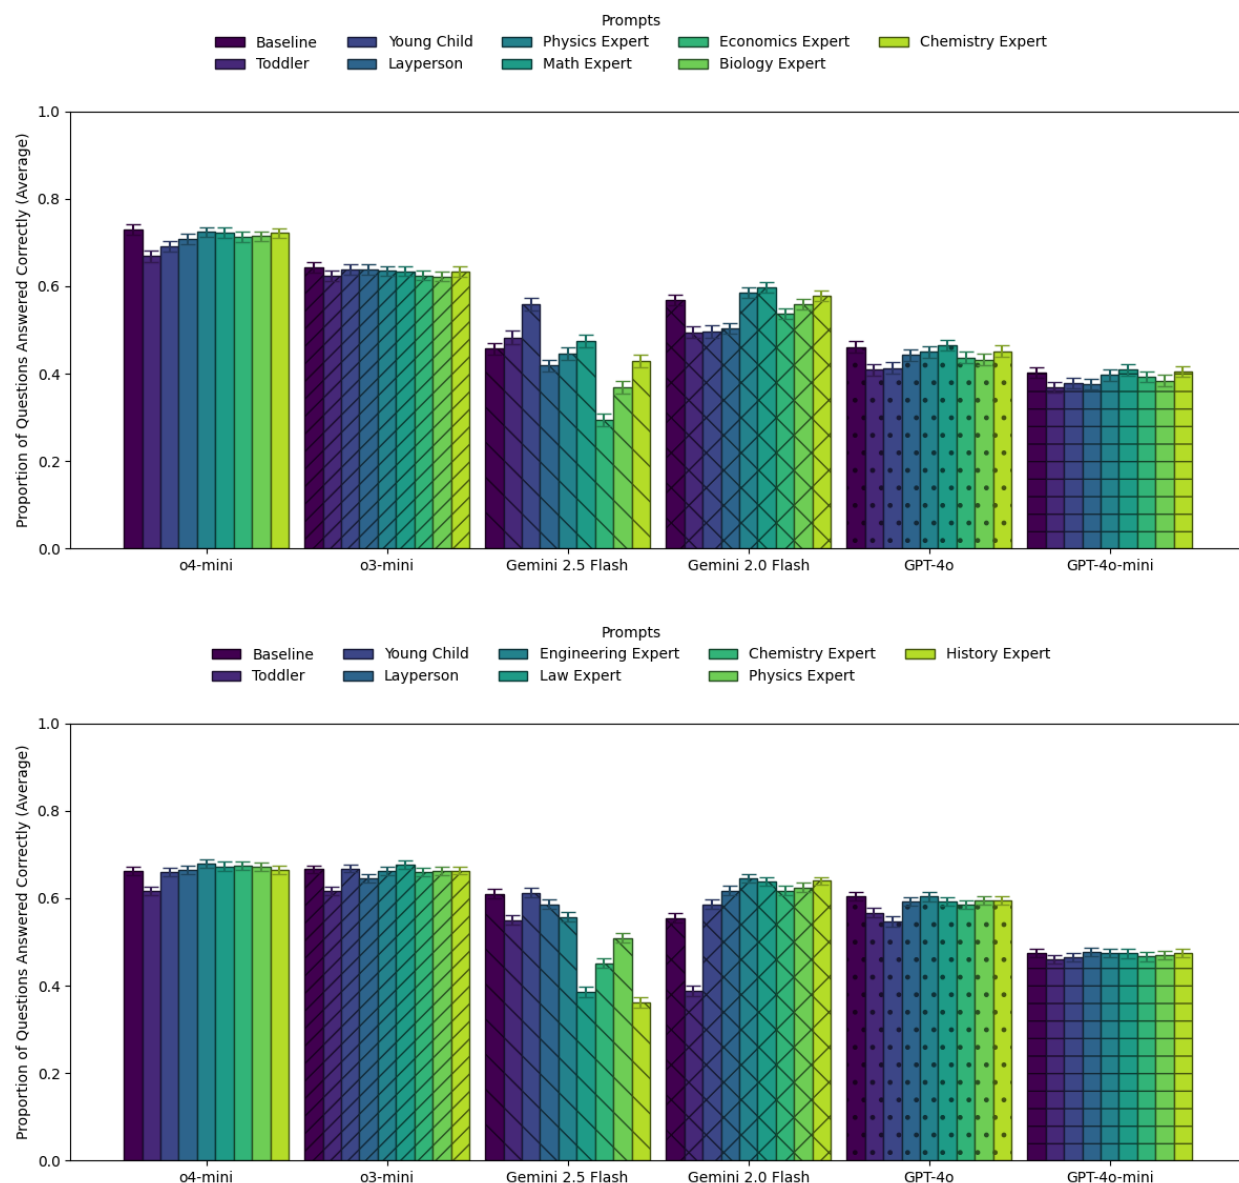 Prompts
Baseline Young Child Physics Expert Economics Expert Chemistry Expert
Toddler Layperson Math Expert Biology Expert
Proportion of Questions Answered Correctly (Average)
1.0
0.8
0.6
0.4
0.2
0.0
o4-mini o3-mini Gemini 2.5 Flash Gemini 2.0 Flash GPT-4o GPT-4o-mini
Prompts
Baseline Young Child Engineering Expert Chemistry Expert History Expert
Toddler Layperson Law Expert Physics Expert
Proportion of Questions Answered Correctly (Average)
1.0
0.8
0.6
0.4
0.2
0.0
o4-mini o3-mini Gemini 2.5 Flash Gemini 2.0 Flash GPT-4o GPT-4o-mini